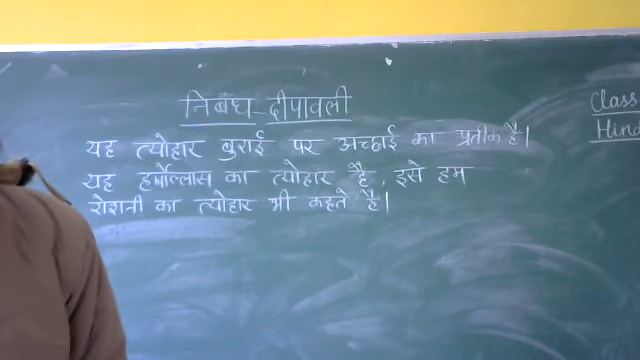 निबंध-दीपावली
यह त्योहार बुराई पर अच्छाई का प्रतीक है।
यह हर्षोल्लास का त्योहार है, इसे हम
रोशनी का त्योहार भी कहते है।
Class
Hind